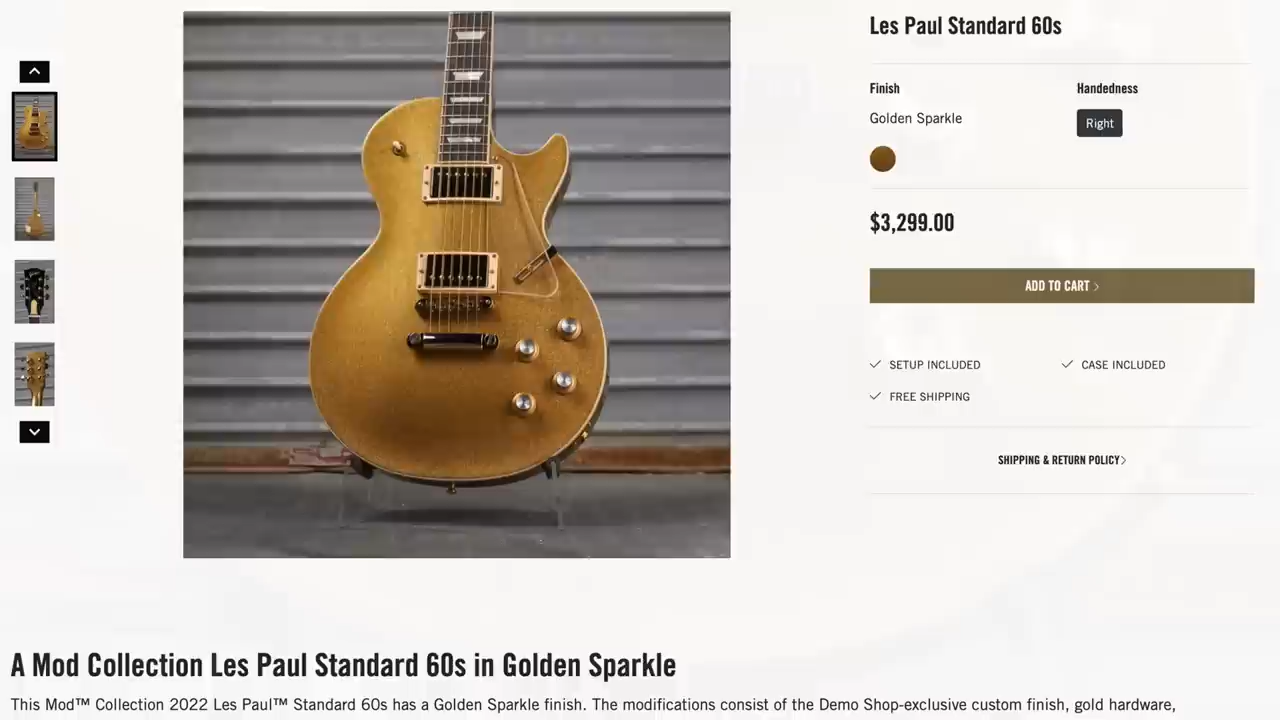 Les Paul Standard 60s
Finish
Handedness
Golden Sparkle
Right
$3,299.00
ADD TO CART >
SETUP INCLUDED
CASE INCLUDED
FREE SHIPPING
SHIPPING & RETURN POLICY>
A Mod Collection Les Paul Standard 60s in Golden Sparkle
This Mod™ Collection 2022 Les Paul™ Standard 60s has a Golden Sparkle finish. The modifications consist of the Demo Shop-exclusive custom finish, gold hardware,